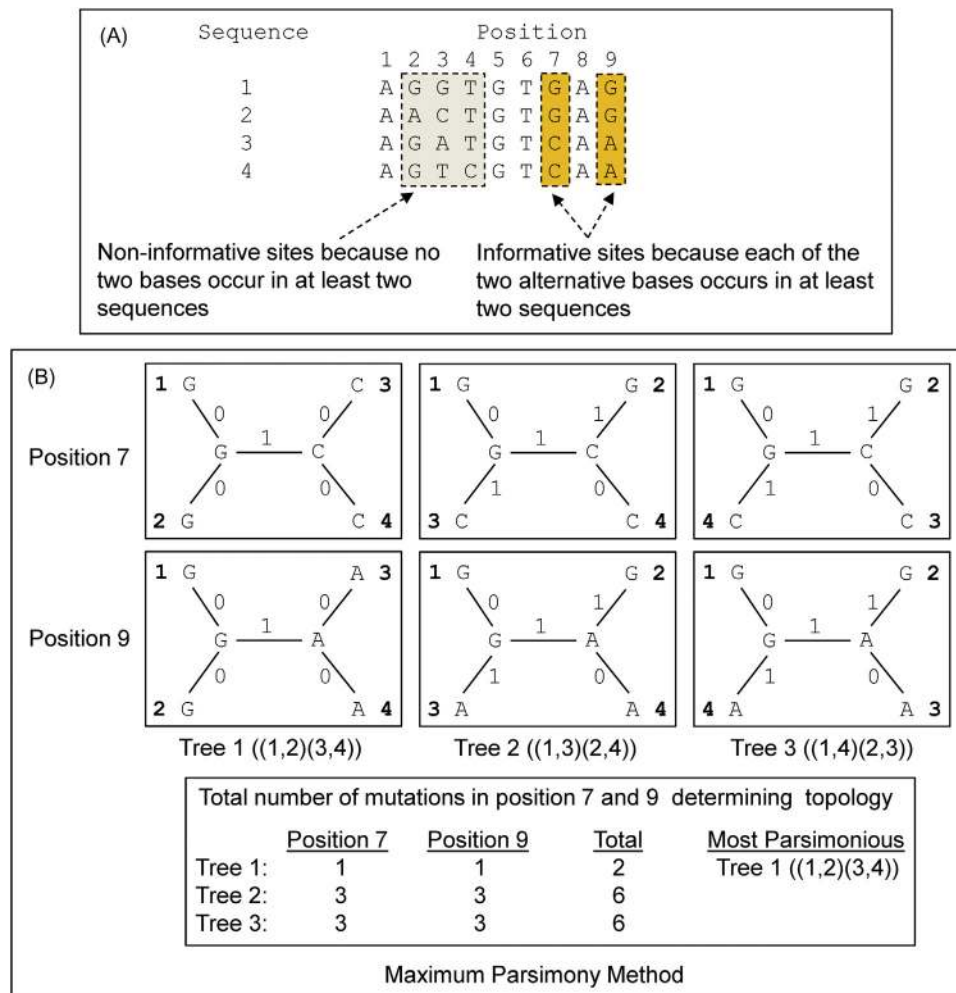 (A) Sequence Position
1 2 3 4 5 6 7 8 9
1 A G G T G T G A G
2 A A C T G T G A G
3 A G A T G T C A A
4 A G T C G T C A A
Non-informative sites because no
two bases occur in at least two
sequences
Informative sites because each of the
two alternative bases occurs in at least
two sequences
(B)
Position 7
1 G C 3
0 0
G 1 C
0 0
2 G C 4
1 G G 2
0 1
G 1 C
1 0
3 C C 4
1 G G 2
0 1
G 1 C
1 0
4 C C 3
Position 9
1 G A 3
0 0
G 1 A
0 0
2 G A 4
1 G G 2
0 1
G 1 A
1 0
3 A A 4
1 G G 2
0 1
G 1 A
1 0
4 A A 3
Tree 1 ((1,2)(3,4)) Tree 2 ((1,3)(2,4)) Tree 3 ((1,4)(2,3))
Total number of mutations in position 7 and 9 determining topology
Position 7 Position 9 Total Most Parsimonious
Tree 1: 1 1 2 Tree 1 ((1,2)(3,4))
Tree 2: 3 3 6
Tree 3: 3 3 6
Maximum Parsimony Method